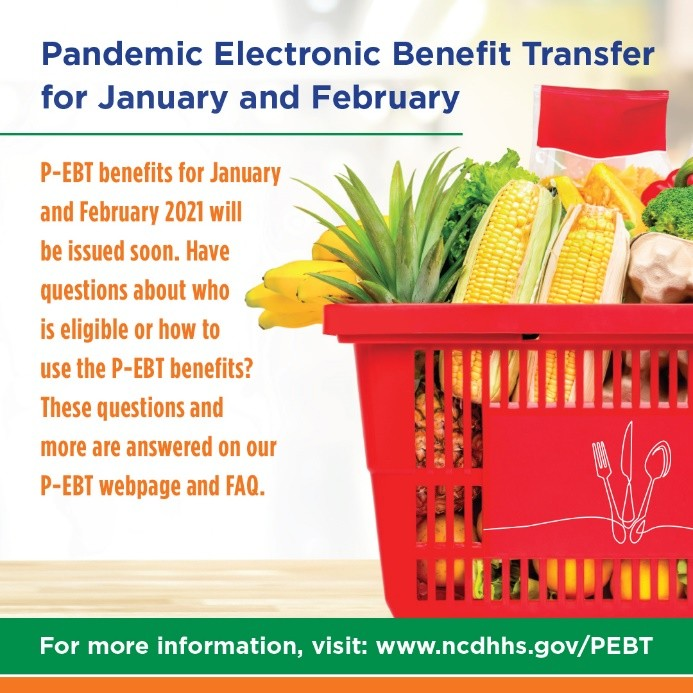 Pandemic Electronic Benefit Transfer
for January and February
P-EBT benefits for January
and February 2021 will
be issued soon. Have
questions about who
is eligible or how to
use the P-EBT benefits?
These questions and
more are answered on our
P-EBT webpage and FAQ.
For more information, visit: www.ncdhhs.gov/PEBT